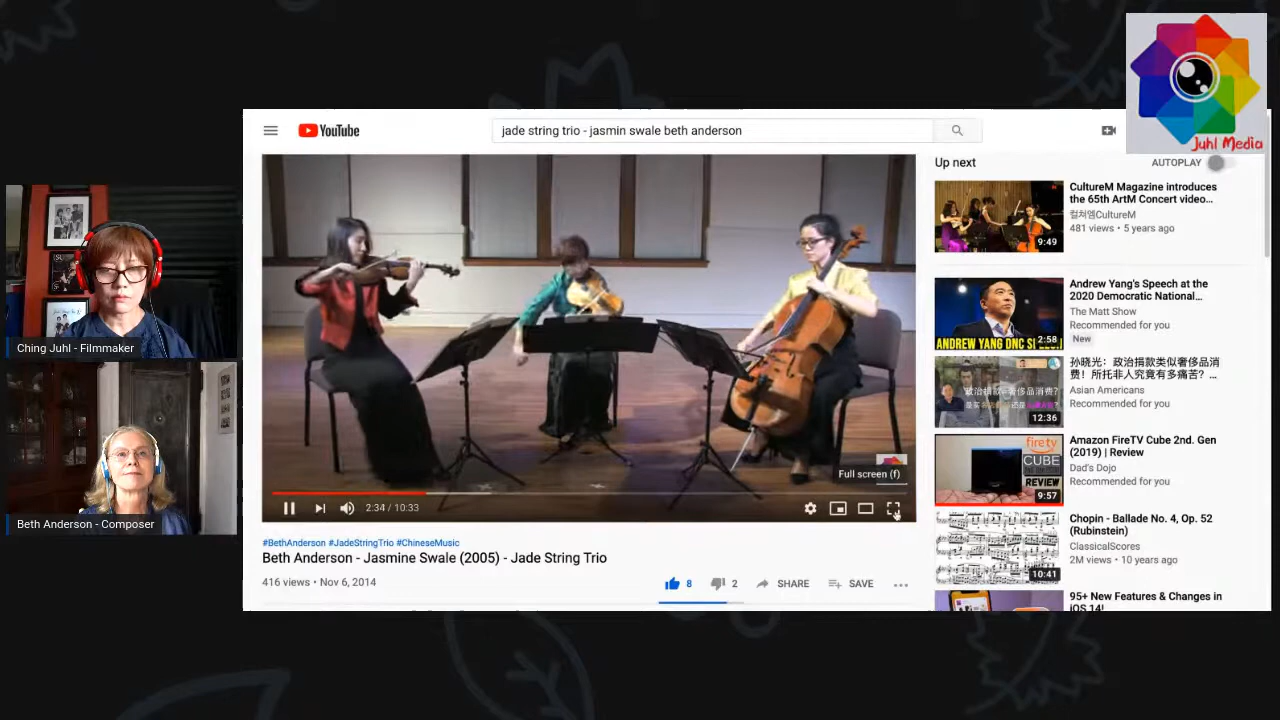 Juhl Media
YouTube
jade string trio - jasmin swale beth anderson
Ching Juhl - Filmmaker
Beth Anderson - Composer
Full screen (f)
2:34 / 10:33
#BethAnderson #JadeStringTrio #ChineseMusic
Beth Anderson - Jasmine Swale (2005) - Jade String Trio
416 views • Nov 6, 2014
8
2
SHARE
SAVE
Up next
AUTOPLAY
9:49
CultureM Magazine introduces
the 65th ArtM Concert video...
컬쳐엠CultureM
481 views • 5 years ago
2:58
Andrew Yang's Speech at the
2020 Democratic National...
The Matt Show
Recommended for you
New
12:36
孙晓光：政治捐款类似奢侈品消
费！所托非人究竟有多痛苦？...
Asian Americans
Recommended for you
firetv
CUBE
REVIEW
9:57
Amazon FireTV Cube 2nd. Gen
(2019) | Review
Dad's Dojo
Recommended for you
10:41
Chopin - Ballade No. 4, Op. 52
(Rubinstein)
ClassicalScores
2M views • 10 years ago
95+ New Features & Changes in
iOS 14!